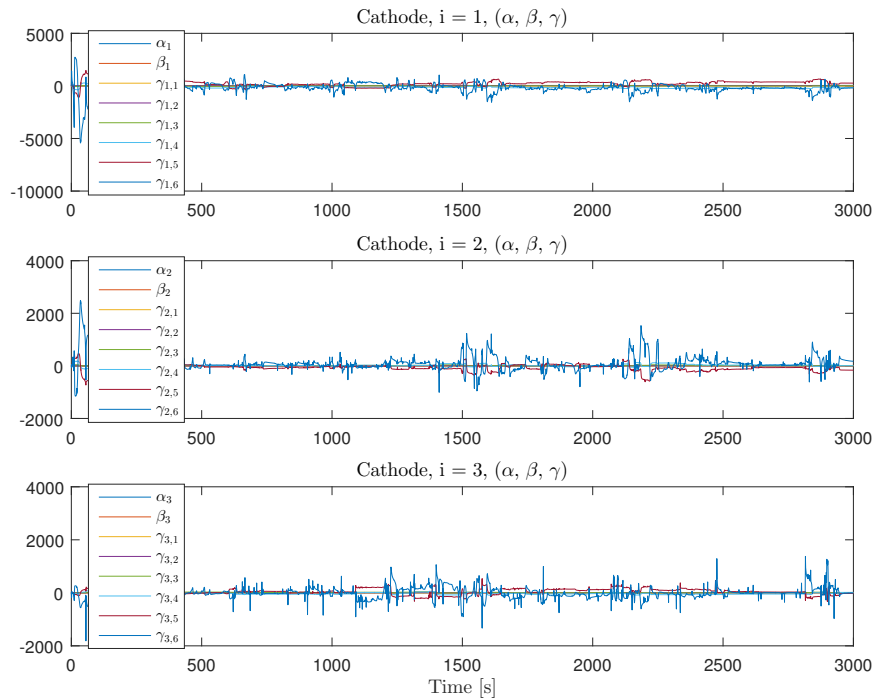 Cathode, i = 1, (α, β, γ)
5000
0
-5000
-10000
α₁
β₁
γ₁,₁
γ₁,₂
γ₁,₃
γ₁,₄
γ₁,₅
γ₁,₆
0 500 1000 1500 2000 2500 3000
Cathode, i = 2, (α, β, γ)
4000
2000
0
-2000
α₂
β₂
γ₂,₁
γ₂,₂
γ₂,₃
γ₂,₄
γ₂,₅
γ₂,₆
0 500 1000 1500 2000 2500 3000
Cathode, i = 3, (α, β, γ)
4000
2000
0
-2000
α₃
β₃
γ₃,₁
γ₃,₂
γ₃,₃
γ₃,₄
γ₃,₅
γ₃,₆
0 500 1000 1500 2000 2500 3000
Time [s]